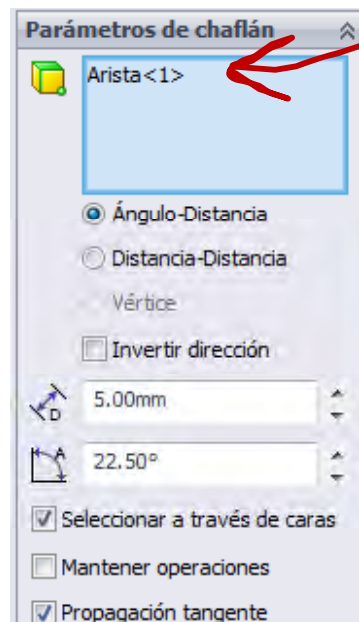 Parámetros de chaflán
Arista<1>
Ángulo-Distancia
Distancia-Distancia
Vértice
Invertir dirección
D
5.00mm
A
22.50°
Seleccionar a través de caras
Mantener operaciones
Propagación tangente